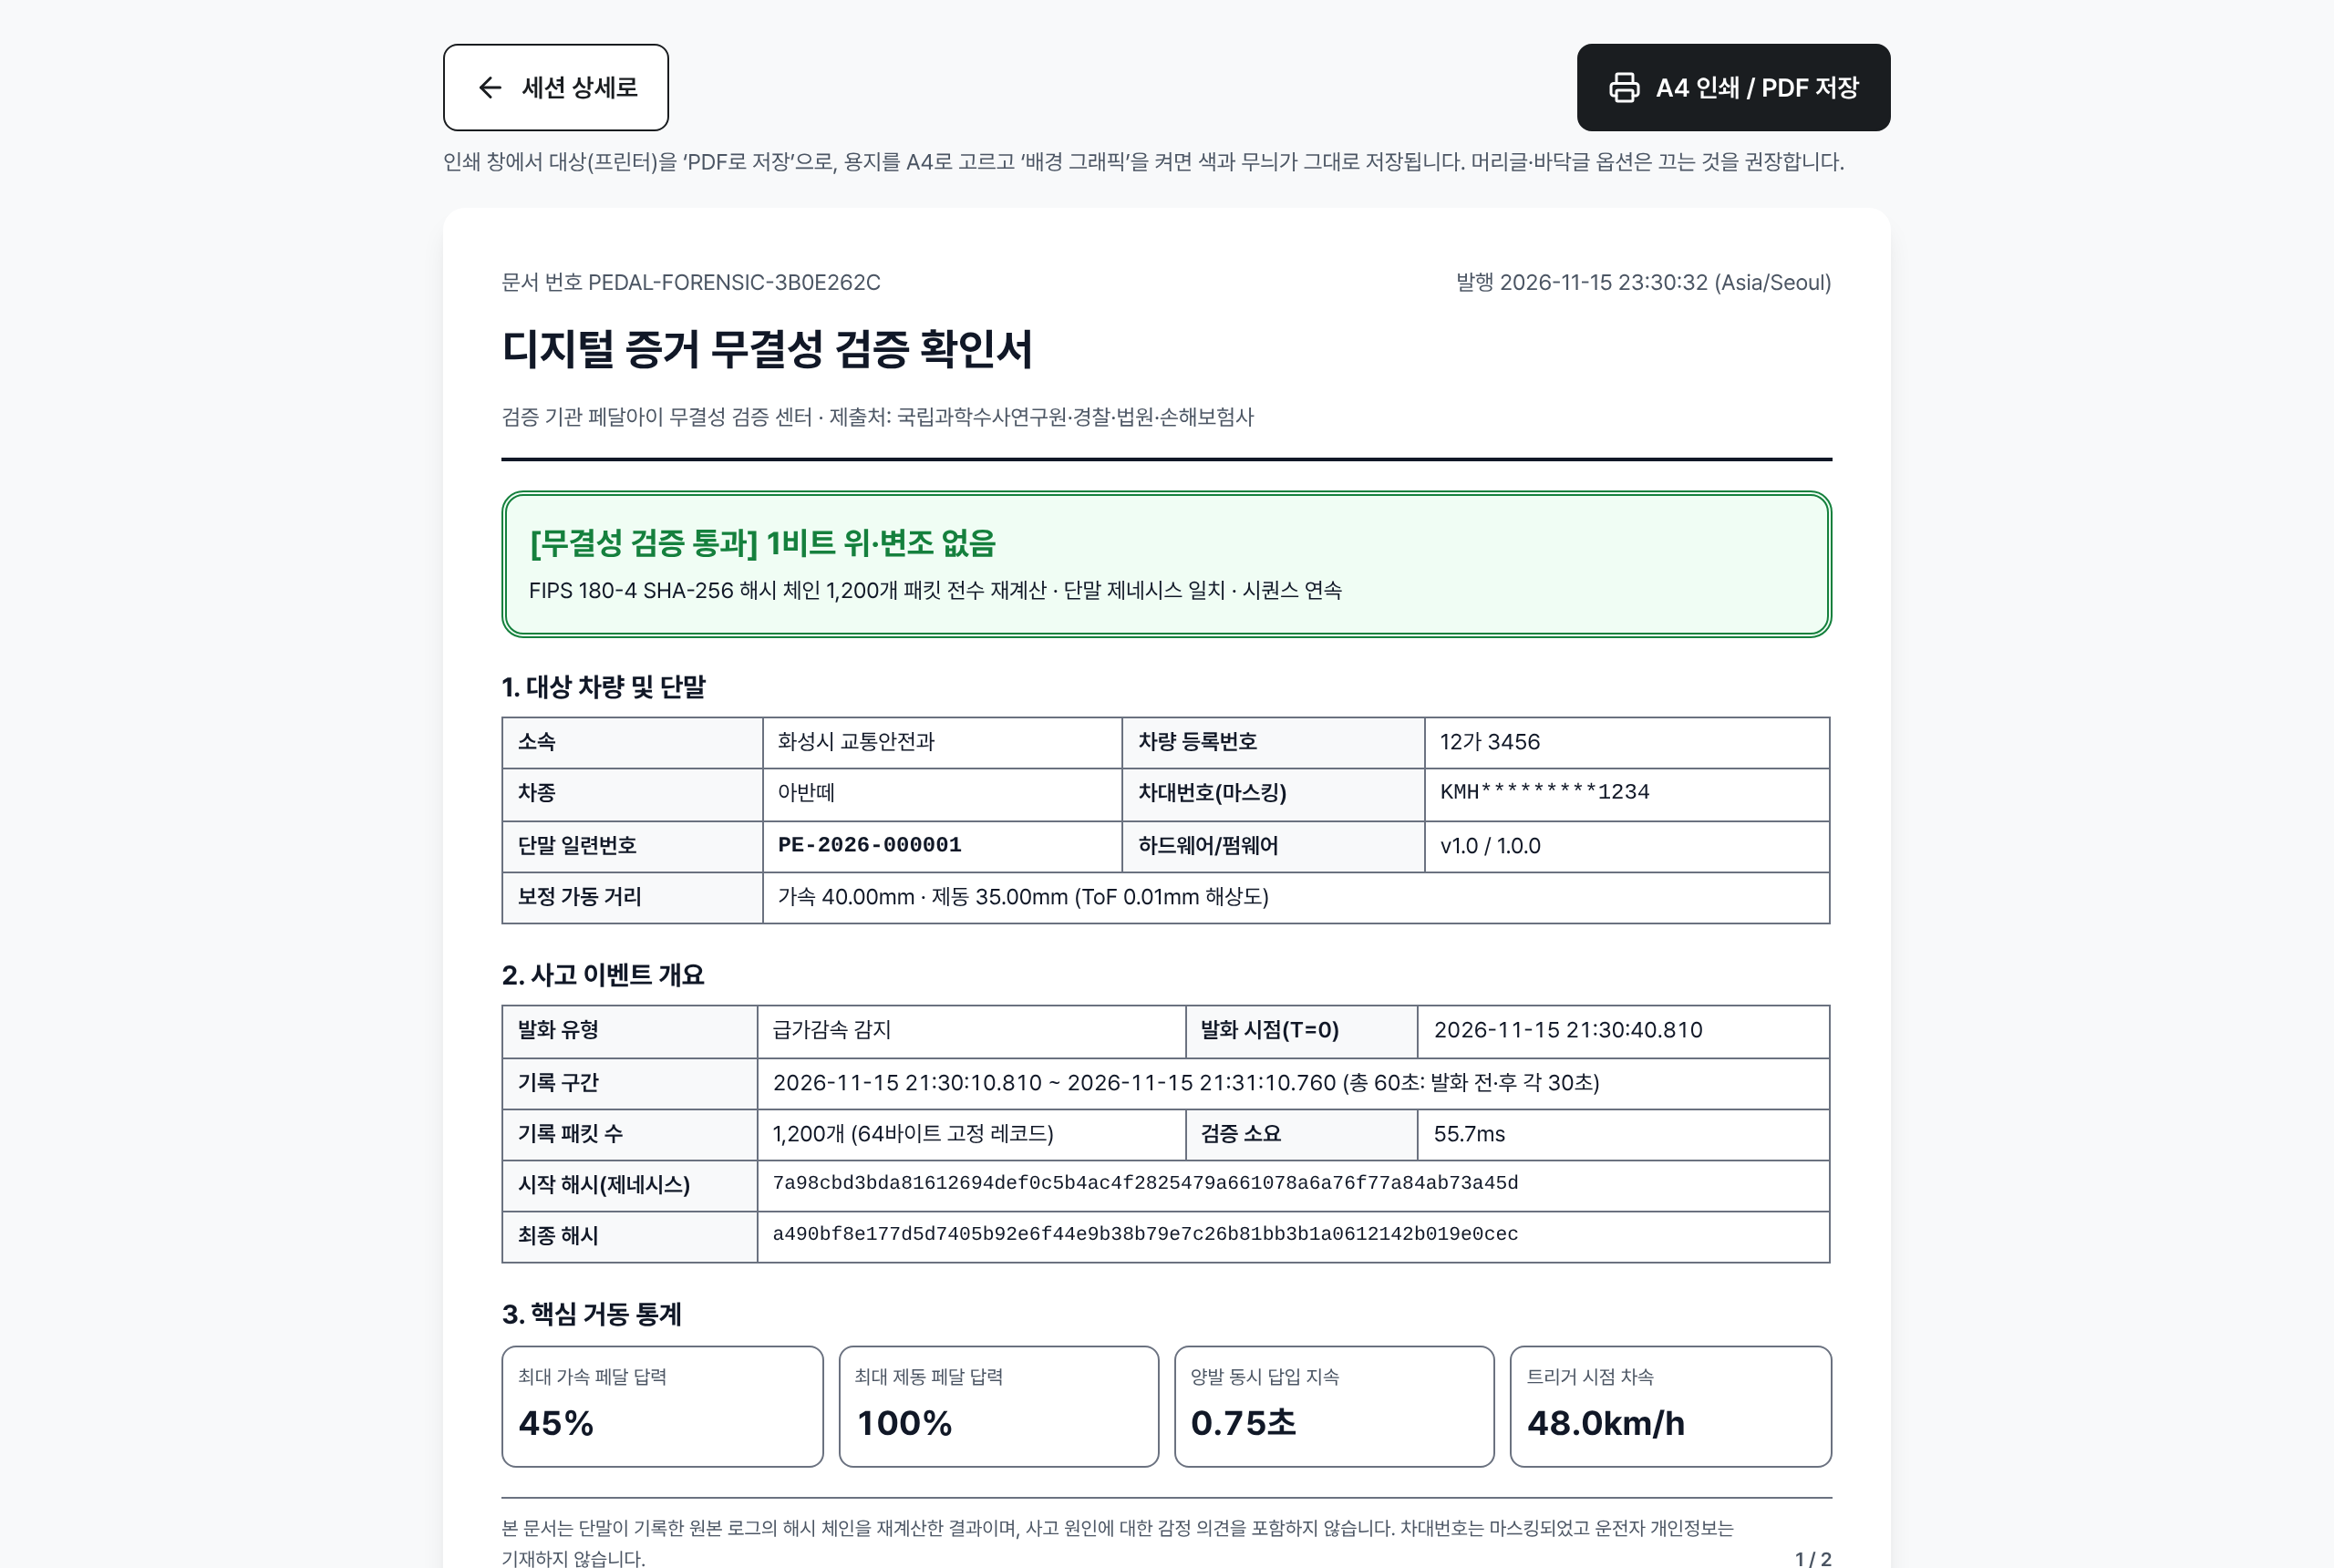 세션 상세로
A4 인쇄 / PDF 저장
인쇄 창에서 대상(프린터)을 ‘PDF로 저장’으로, 용지를 A4로 고르고 ‘배경 그래픽’을 켜면 색과 무늬가 그대로 저장됩니다. 머리글·바닥글 옵션은 끄는 것을 권장합니다.
문서 번호 PEDAL-FORENSIC-3B0E262C
발행 2026-11-15 23:30:32 (Asia/Seoul)
디지털 증거 무결성 검증 확인서
검증 기관 페달아이 무결성 검증 센터 · 제출처: 국립과학수사연구원·경찰·법원·손해보험사
[무결성 검증 통과] 1비트 위·변조 없음
FIPS 180-4 SHA-256 해시 체인 1,200개 패킷 전수 재계산 · 단말 제네시스 일치 · 시퀀스 연속
1. 대상 차량 및 단말
소속 화성시 교통안전과 차량 등록번호 12가 3456
차종 아반떼 차대번호(마스킹) KMH*********1234
단말 일련번호 PE-2026-000001 하드웨어/펌웨어 v1.0 / 1.0.0
보정 가동 거리 가속 40.00mm · 제동 35.00mm (ToF 0.01mm 해상도)
2. 사고 이벤트 개요
발화 유형 급가감속 감지 발화 시점(T=0) 2026-11-15 21:30:40.810
기록 구간 2026-11-15 21:30:10.810 ~ 2026-11-15 21:31:10.760 (총 60초: 발화 전·후 각 30초)
기록 패킷 수 1,200개 (64바이트 고정 레코드) 검증 소요 55.7ms
시작 해시(제네시스) 7a98cbd3bda81612694def0c5b4ac4f2825479a661078a6a76f77a84ab73a45d
최종 해시 a490bf8e177d5d7405b92e6f44e9b38b79e7c26b81bb3b1a0612142b019e0cec
3. 핵심 거동 통계
최대 가속 페달 답력
45%
최대 제동 페달 답력
100%
양발 동시 답입 지속
0.75초
트리거 시점 차속
48.0km/h
본 문서는 단말이 기록한 원본 로그의 해시 체인을 재계산한 결과이며, 사고 원인에 대한 감정 의견을 포함하지 않습니다. 차대번호는 마스킹되었고 운전자 개인정보는
기재하지 않습니다.
1 / 2